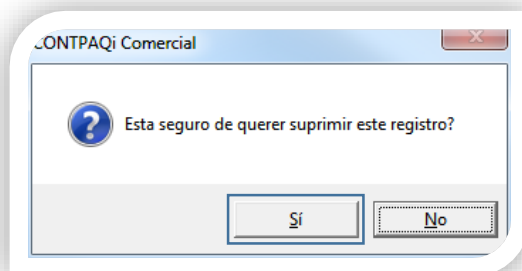 CONTPAQi Comercial
Esta seguro de querer suprimir este registro?
Sí
No